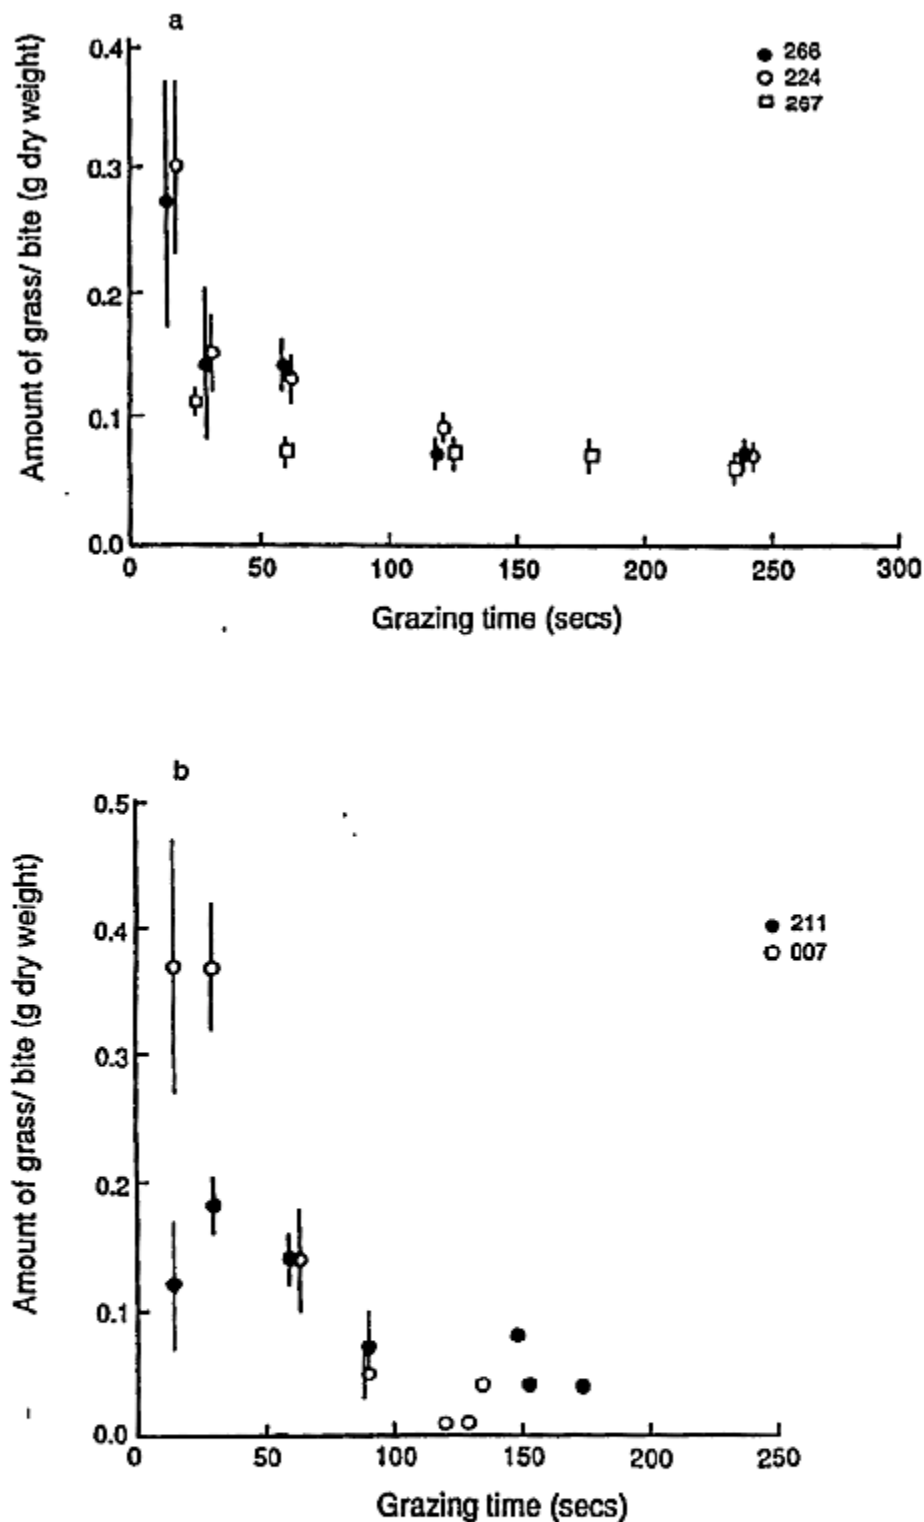 a
0.4
0.3
0.2
0.1
0.0
Amount of grass/ bite (g dry weight)
266
224
267
0 50 100 150 200 250 300
Grazing time (secs)
b
0.5
0.4
0.3
0.2
0.1
0.0
Amount of grass/ bite (g dry weight)
211
007
0 50 100 150 200 250
Grazing time (secs)